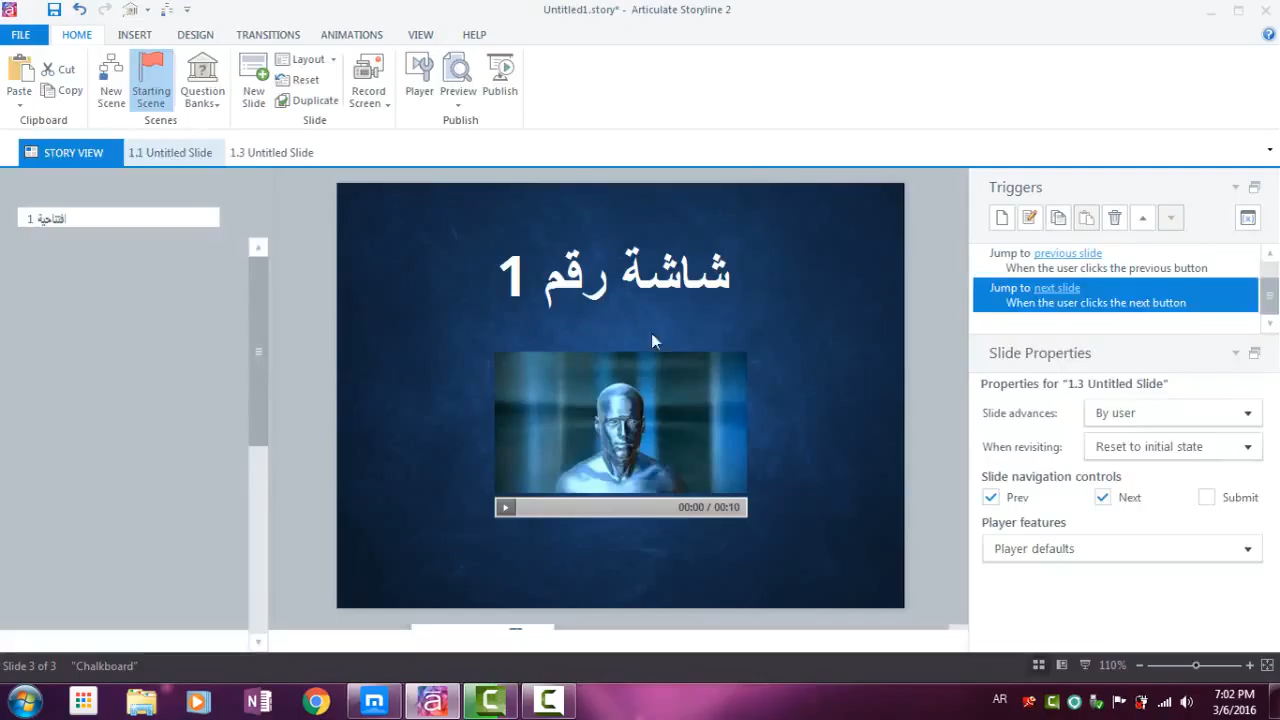 Untitled1.story* - Articulate Storyline 2
FILE HOME INSERT DESIGN TRANSITIONS ANIMATIONS VIEW HELP
Paste Cut Copy Clipboard
New Scene Starting Scene Question Banks Scenes
New Slide Layout Reset Duplicate Record Screen Slide
Player Preview Publish Publish
STORY VIEW 1.1 Untitled Slide 1.3 Untitled Slide
1 افتتاحية
شاشة رقم 1
00:00 / 00:10
Triggers
Jump to previous slide
When the user clicks the previous button
Jump to next slide
When the user clicks the next button
Slide Properties
Properties for "1.3 Untitled Slide"
Slide advances: By user
When revisiting: Reset to initial state
Slide navigation controls
Prev Next Submit
Player features
Player defaults
Slide 3 of 3 "Chalkboard" 110%
AR 7:02 PM
3/6/2016